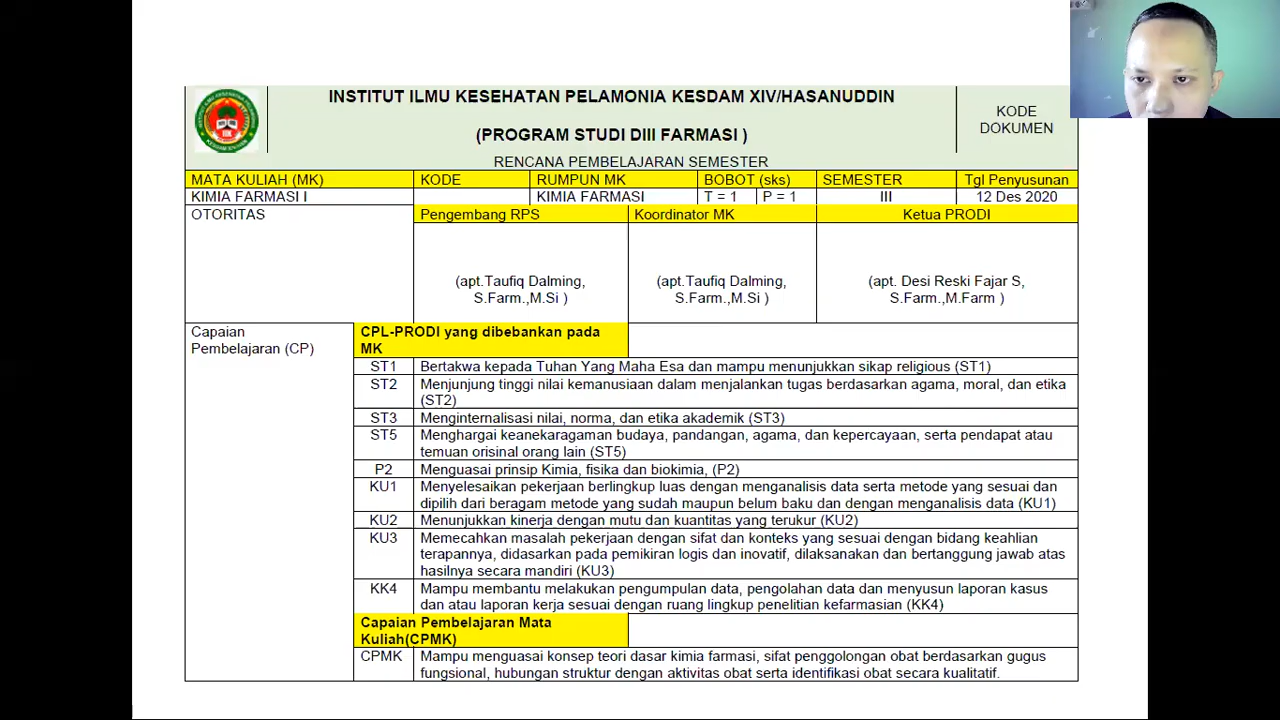 INSTITUT ILMU KESEHATAN PELAMONIA KESDAM XIV/HASANUDDIN
(PROGRAM STUDI DIII FARMASI )
KODE
DOKUMEN
RENCANA PEMBELAJARAN SEMESTER
MATA KULIAH (MK) KODE RUMPUN MK BOBOT (sks) SEMESTER Tgl Penyusunan
KIMIA FARMASI I KIMIA FARMASI T = 1 P = 1 III 12 Des 2020
OTORITAS Pengembang RPS Koordinator MK Ketua PRODI
(apt.Taufiq Dalming, (apt.Taufiq Dalming, (apt. Desi Reski Fajar S,
S.Farm.,M.Si ) S.Farm.,M.Si ) S.Farm.,M.Farm )
Capaian
Pembelajaran (CP)
CPL-PRODI yang dibebankan pada
MK
ST1 Bertakwa kepada Tuhan Yang Maha Esa dan mampu menunjukkan sikap religious (ST1)
ST2 Menjunjung tinggi nilai kemanusiaan dalam menjalankan tugas berdasarkan agama, moral, dan etika
(ST2)
ST3 Menginternalisasi nilai, norma, dan etika akademik (ST3)
ST5 Menghargai keanekaragaman budaya, pandangan, agama, dan kepercayaan, serta pendapat atau
temuan orisinal orang lain (ST5)
P2 Menguasai prinsip Kimia, fisika dan biokimia, (P2)
KU1 Menyelesaikan pekerjaan berlingkup luas dengan menganalisis data serta metode yang sesuai dan
dipilih dari beragam metode yang sudah maupun belum baku dan dengan menganalisis data (KU1)
KU2 Menunjukkan kinerja dengan mutu dan kuantitas yang terukur (KU2)
KU3 Memecahkan masalah pekerjaan dengan sifat dan konteks yang sesuai dengan bidang keahlian
terapannya, didasarkan pada pemikiran logis dan inovatif, dilaksanakan dan bertanggung jawab atas
hasilnya secara mandiri (KU3)
KK4 Mampu membantu melakukan pengumpulan data, pengolahan data dan menyusun laporan kasus
dan atau laporan kerja sesuai dengan ruang lingkup penelitian kefarmasian (KK4)
Capaian Pembelajaran Mata
Kuliah(CPMK)
CPMK Mampu menguasai konsep teori dasar kimia farmasi, sifat penggolongan obat berdasarkan gugus
fungsional, hubungan struktur dengan aktivitas obat serta identifikasi obat secara kualitatif.